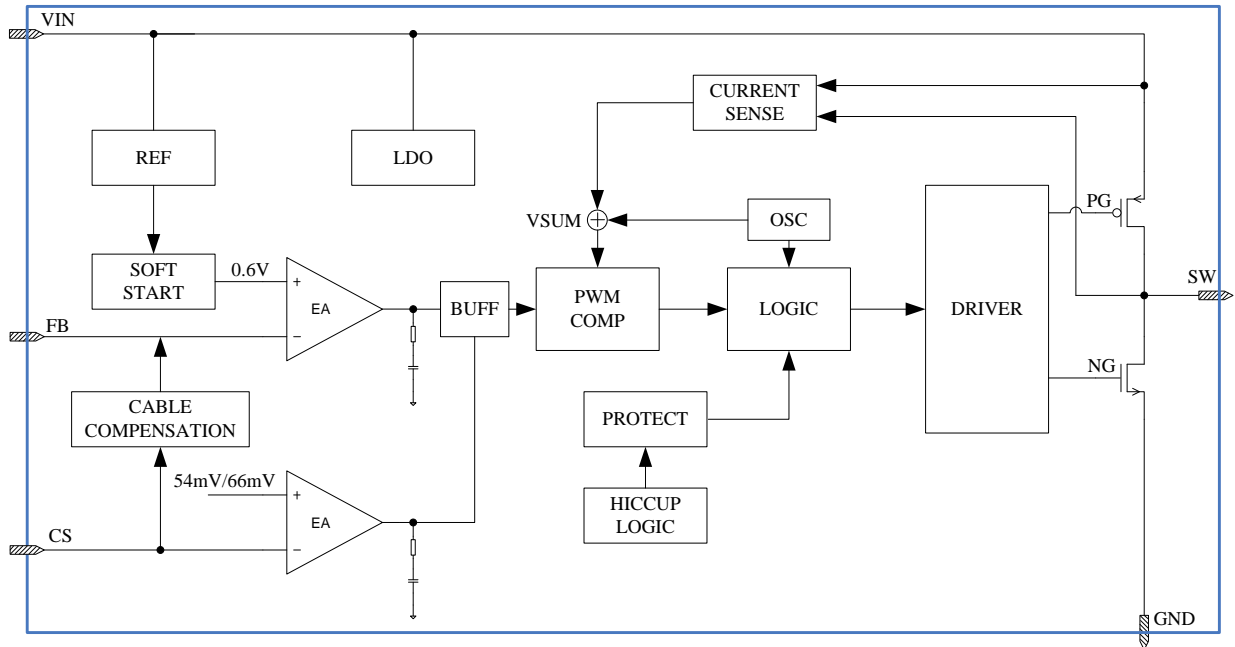 VIN
CURRENT
SENSE
REF
LDO
PG
VSUM
+
OSC
SW
SOFT
START
0.6V
+
EA
−
BUFF
PWM
COMP
LOGIC
DRIVER
FB
NG
CABLE
COMPENSATION
PROTECT
54mV/66mV
+
EA
−
HICCUP
LOGIC
CS
GND